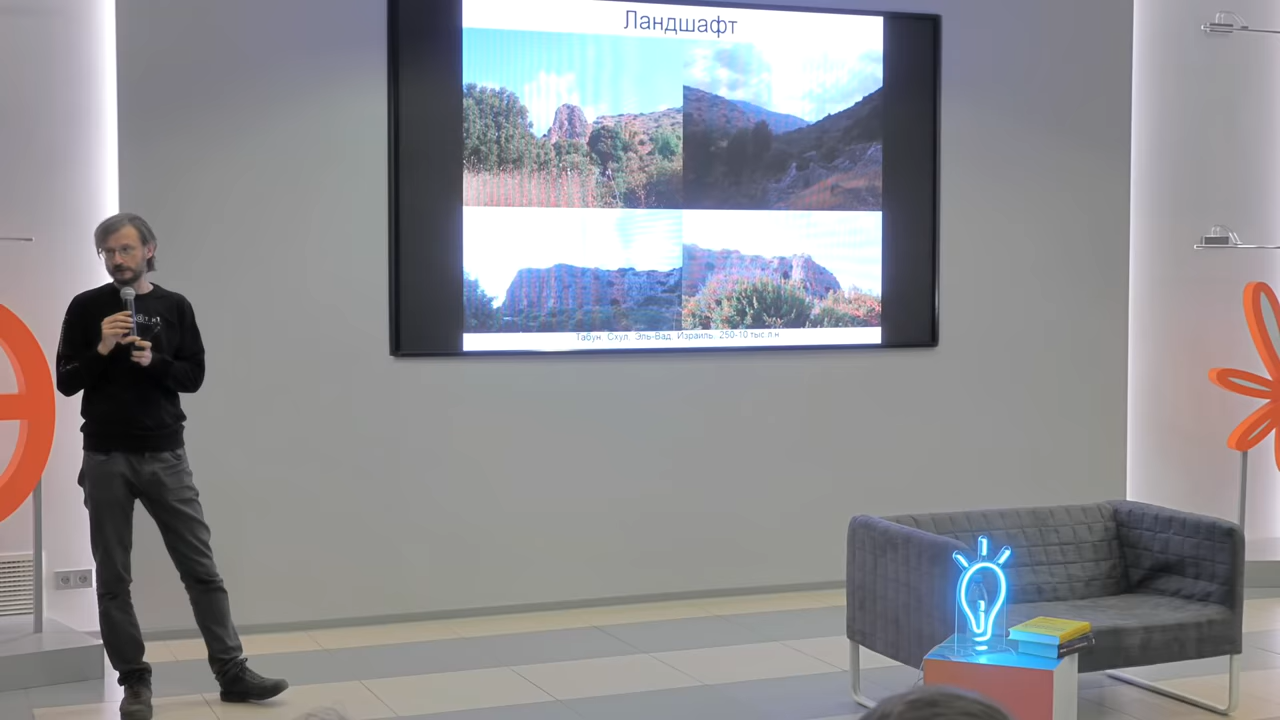 Ландшафт
Табун, Схул, Эль-Вад, Израиль, 250-10 тыс.л.н.